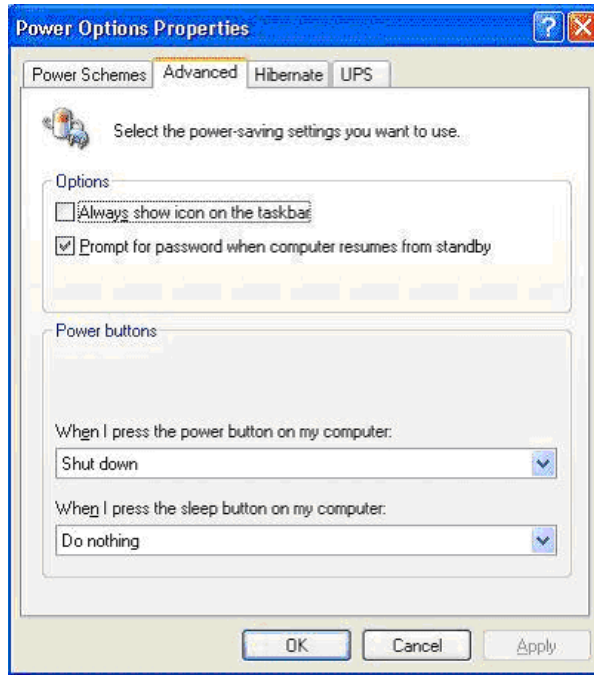 Power Options Properties
Power Schemes Advanced Hibernate UPS
Select the power-saving settings you want to use.
Options
Always show icon on the taskbar
Prompt for password when computer resumes from standby
Power buttons
When I press the power button on my computer:
Shut down
When I press the sleep button on my computer:
Do nothing
OK Cancel Apply